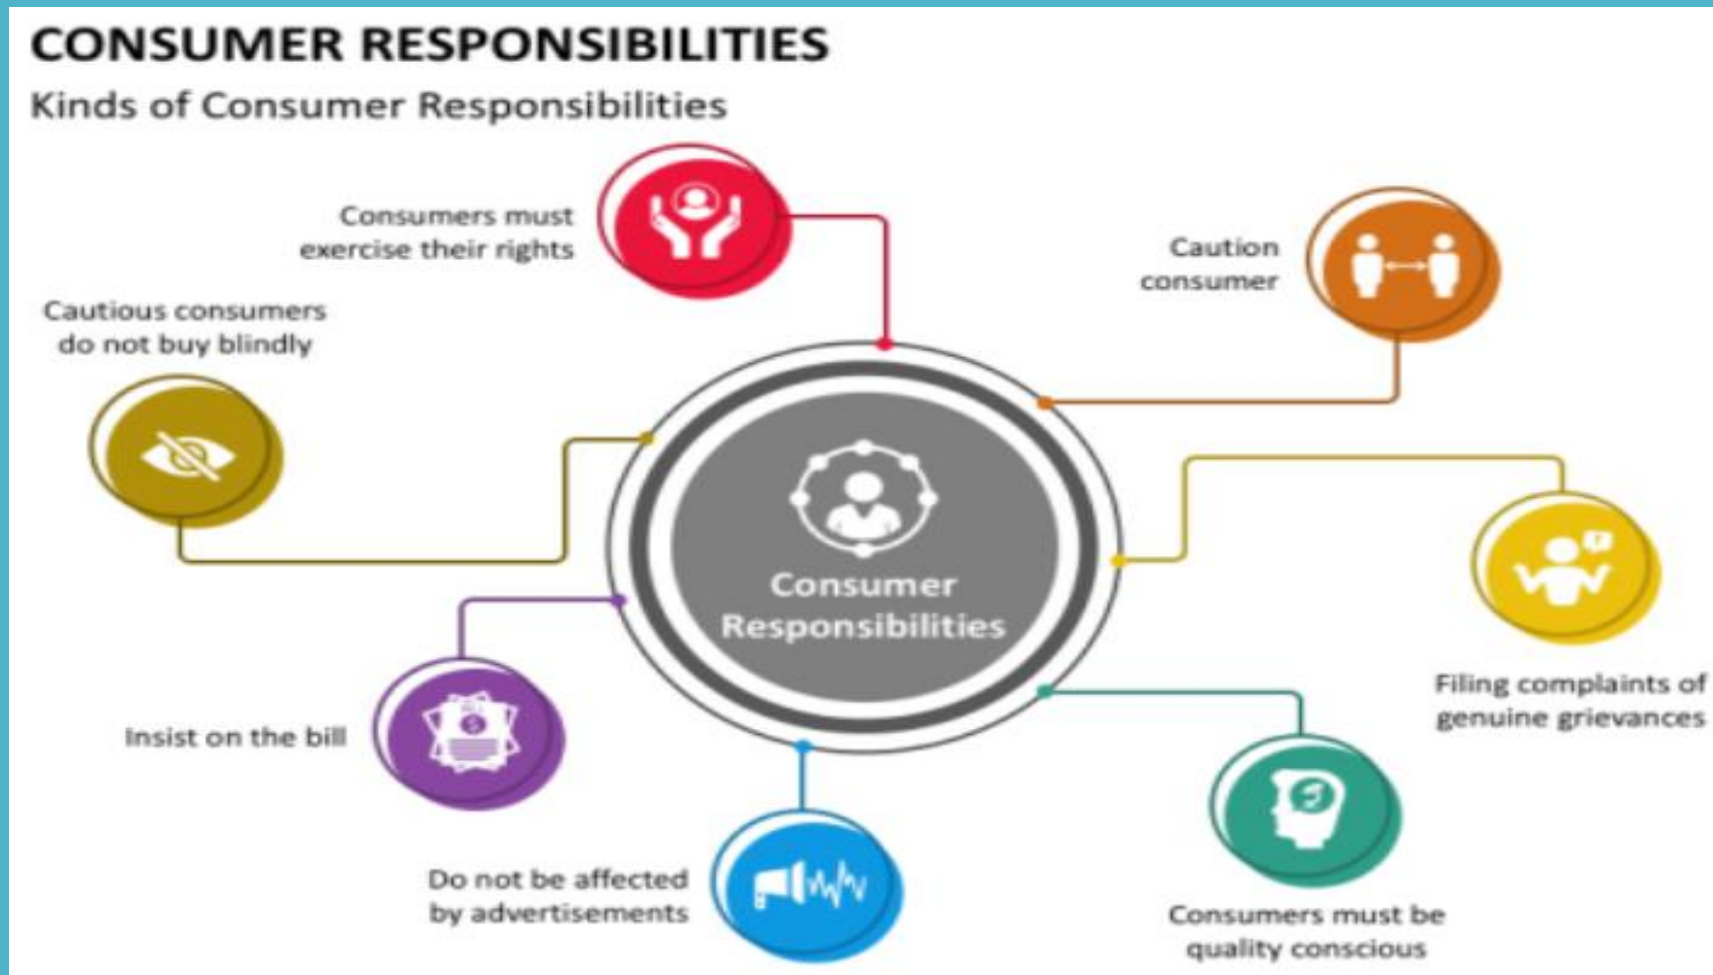 CONSUMER RESPONSIBILITIES
Kinds of Consumer Responsibilities
Consumers must
exercise their rights
Caution
consumer
Cautious consumers
do not buy blindly
Consumer
Responsibilities
Filing complaints of
genuine grievances
Insist on the bill
Do not be affected
by advertisements
Consumers must be
quality conscious